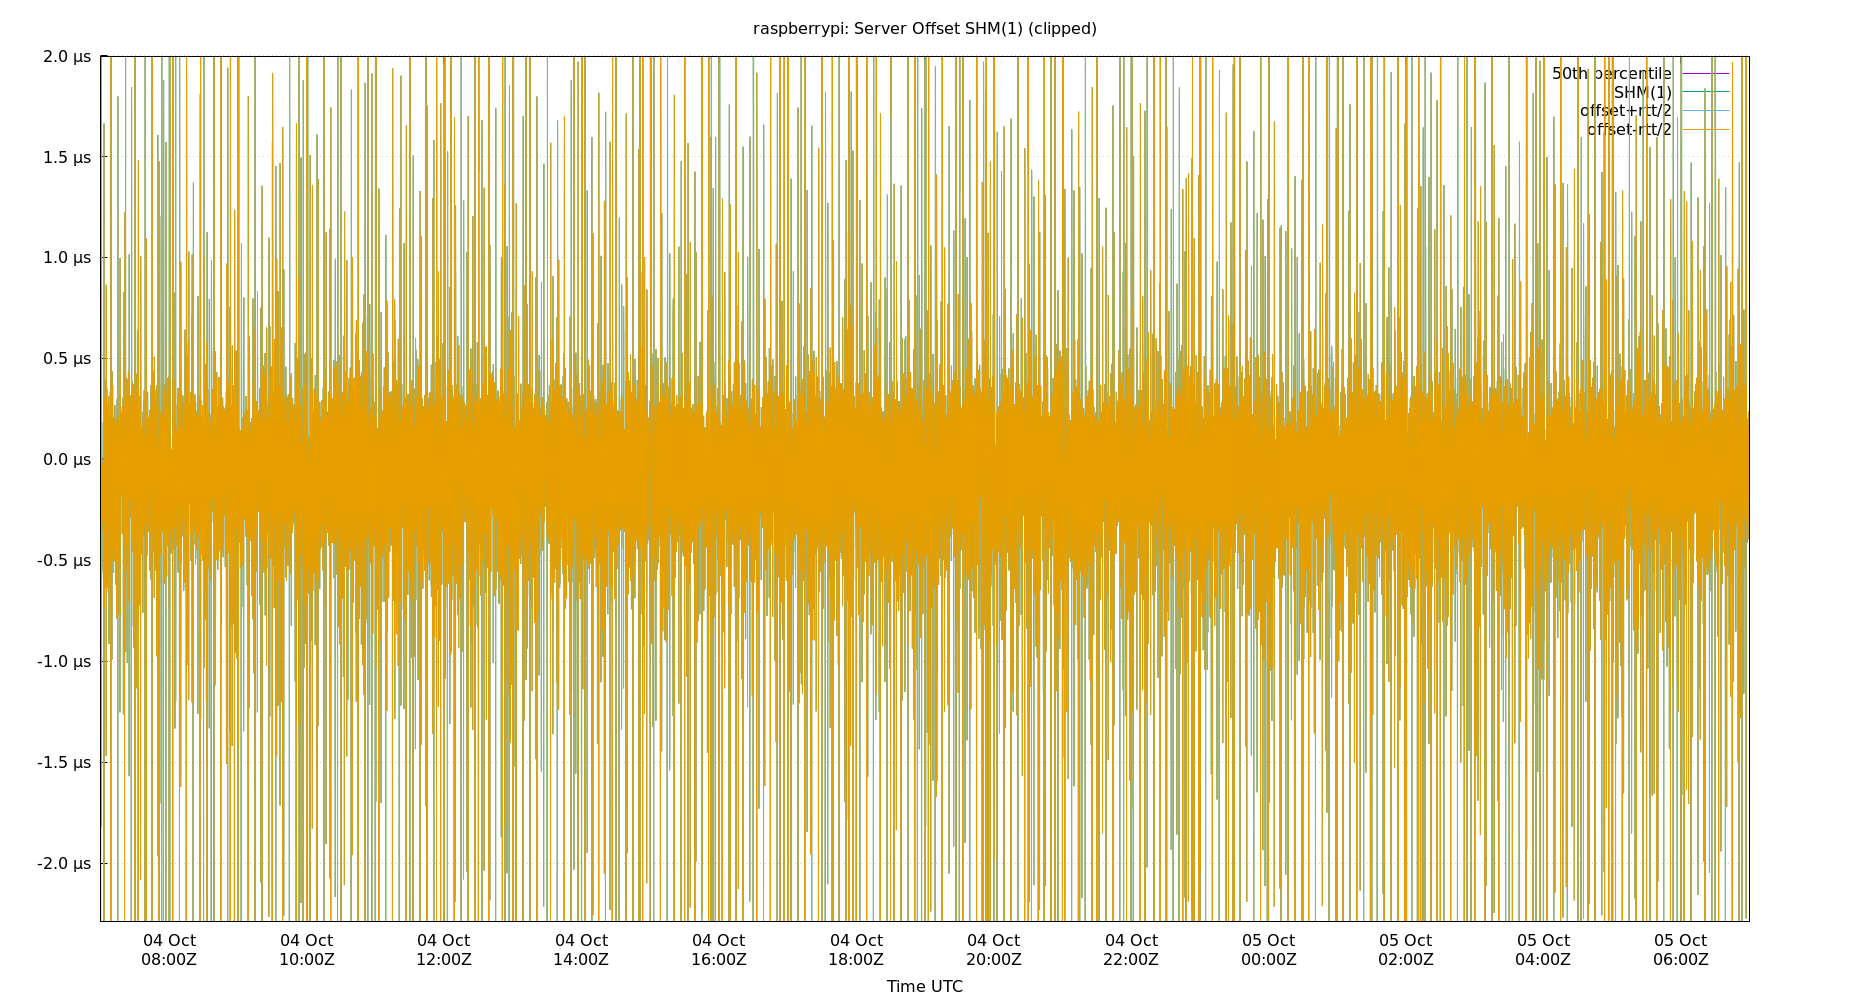 raspberrypi: Server Offset SHM(1) (clipped)
2.0 µs
1.5 µs
1.0 µs
0.5 µs
0.0 µs
-0.5 µs
-1.0 µs
-1.5 µs
-2.0 µs
50th percentile
SHM(1)
offset+rtt/2
offset-rtt/2
04 Oct 04 Oct 04 Oct 04 Oct 04 Oct 04 Oct 04 Oct 04 Oct 05 Oct 05 Oct 05 Oct 05 Oct
08:00Z 10:00Z 12:00Z 14:00Z 16:00Z 18:00Z 20:00Z 22:00Z 00:00Z 02:00Z 04:00Z 06:00Z
Time UTC